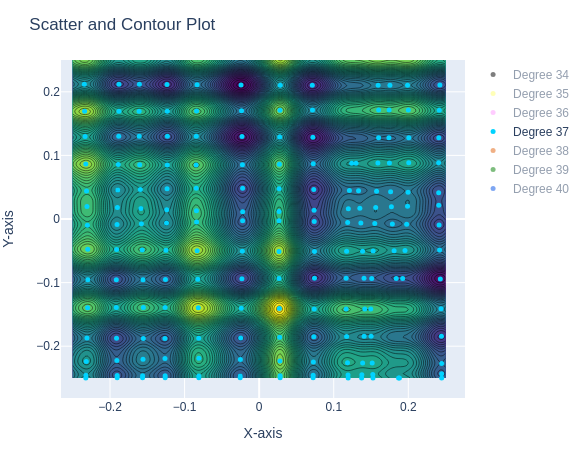 Scatter and Contour Plot
0.2
0.1
0
−0.1
−0.2
−0.2
−0.1
0
0.1
0.2
X-axis
Y-axis
Degree 34
Degree 35
Degree 36
Degree 37
Degree 38
Degree 39
Degree 40